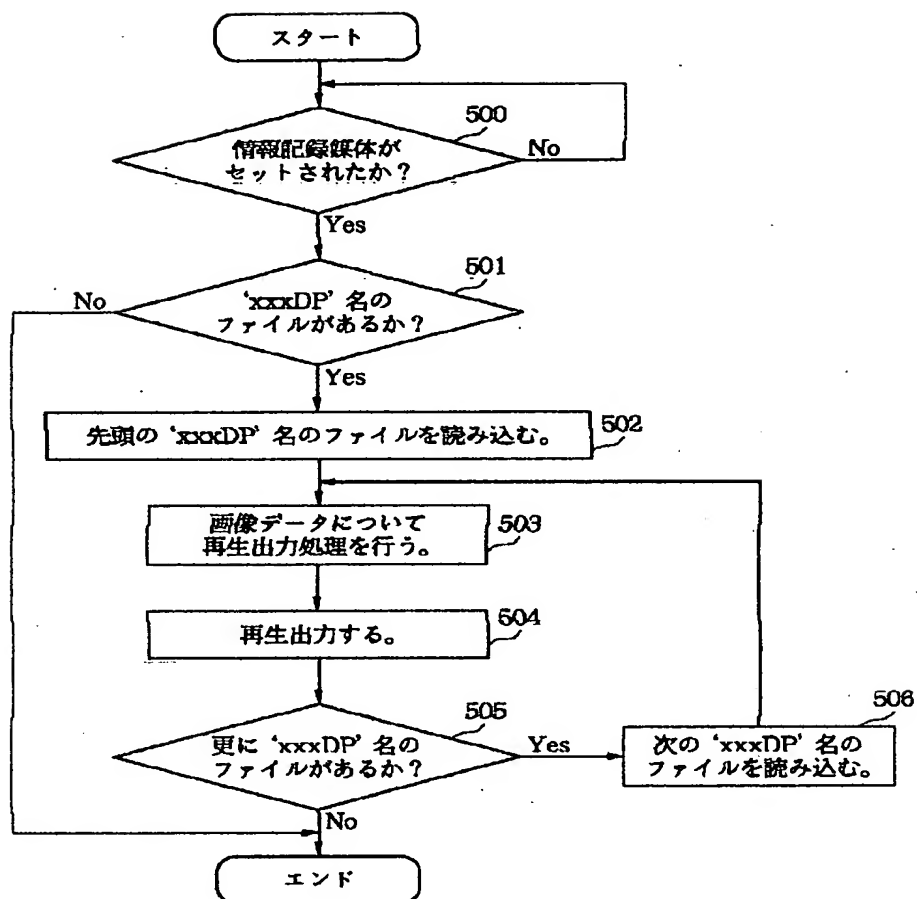 スタート
500
情報記録媒体が
セットされたか？
No
Yes
501
No
‘xxxDP’ 名の
ファイルがあるか？
Yes
先頭の ‘xxxDP’ 名のファイルを読み込む。
502
画像データについて
再生出力処理を行う。
503
再生出力する。
504
505
506
更に ‘xxxDP’ 名の
ファイルがあるか？
Yes
次の ‘xxxDP’ 名の
ファイルを読み込む。
No
エンド